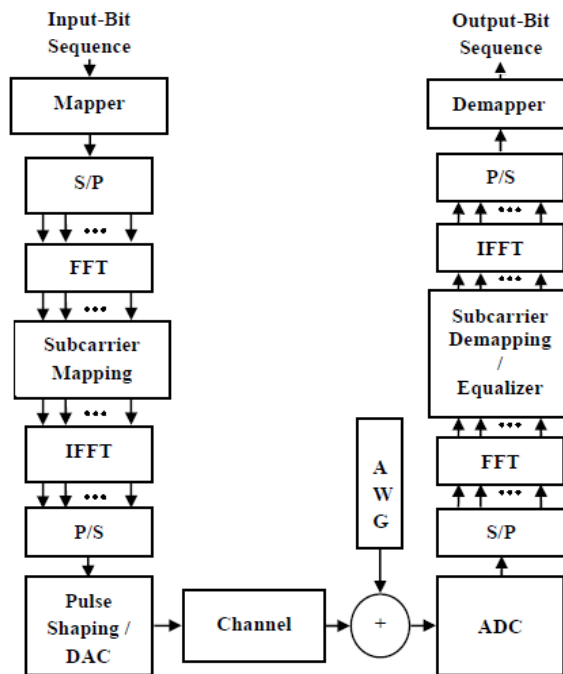 Input-Bit
Sequence
Mapper
S/P
...
FFT
...
Subcarrier
Mapping
...
IFFT
...
P/S
Pulse
Shaping /
DAC
Channel
A
W
G
+
ADC
S/P
...
FFT
...
Subcarrier
Demapping
/
Equalizer
...
IFFT
...
P/S
Demapper
Output-Bit
Sequence